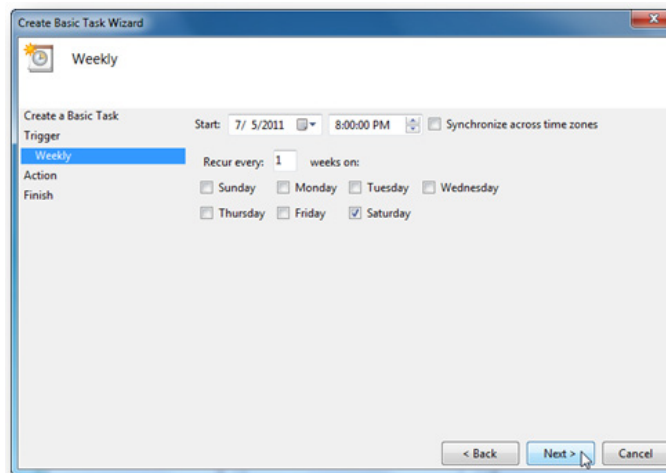 Create Basic Task Wizard
Weekly
Create a Basic Task
Trigger
Weekly
Action
Finish
Start: 7/ 5/2011 8:00:00 PM Synchronize across time zones
Recur every: 1 weeks on:
Sunday Monday Tuesday Wednesday
Thursday Friday Saturday
< Back Next > Cancel